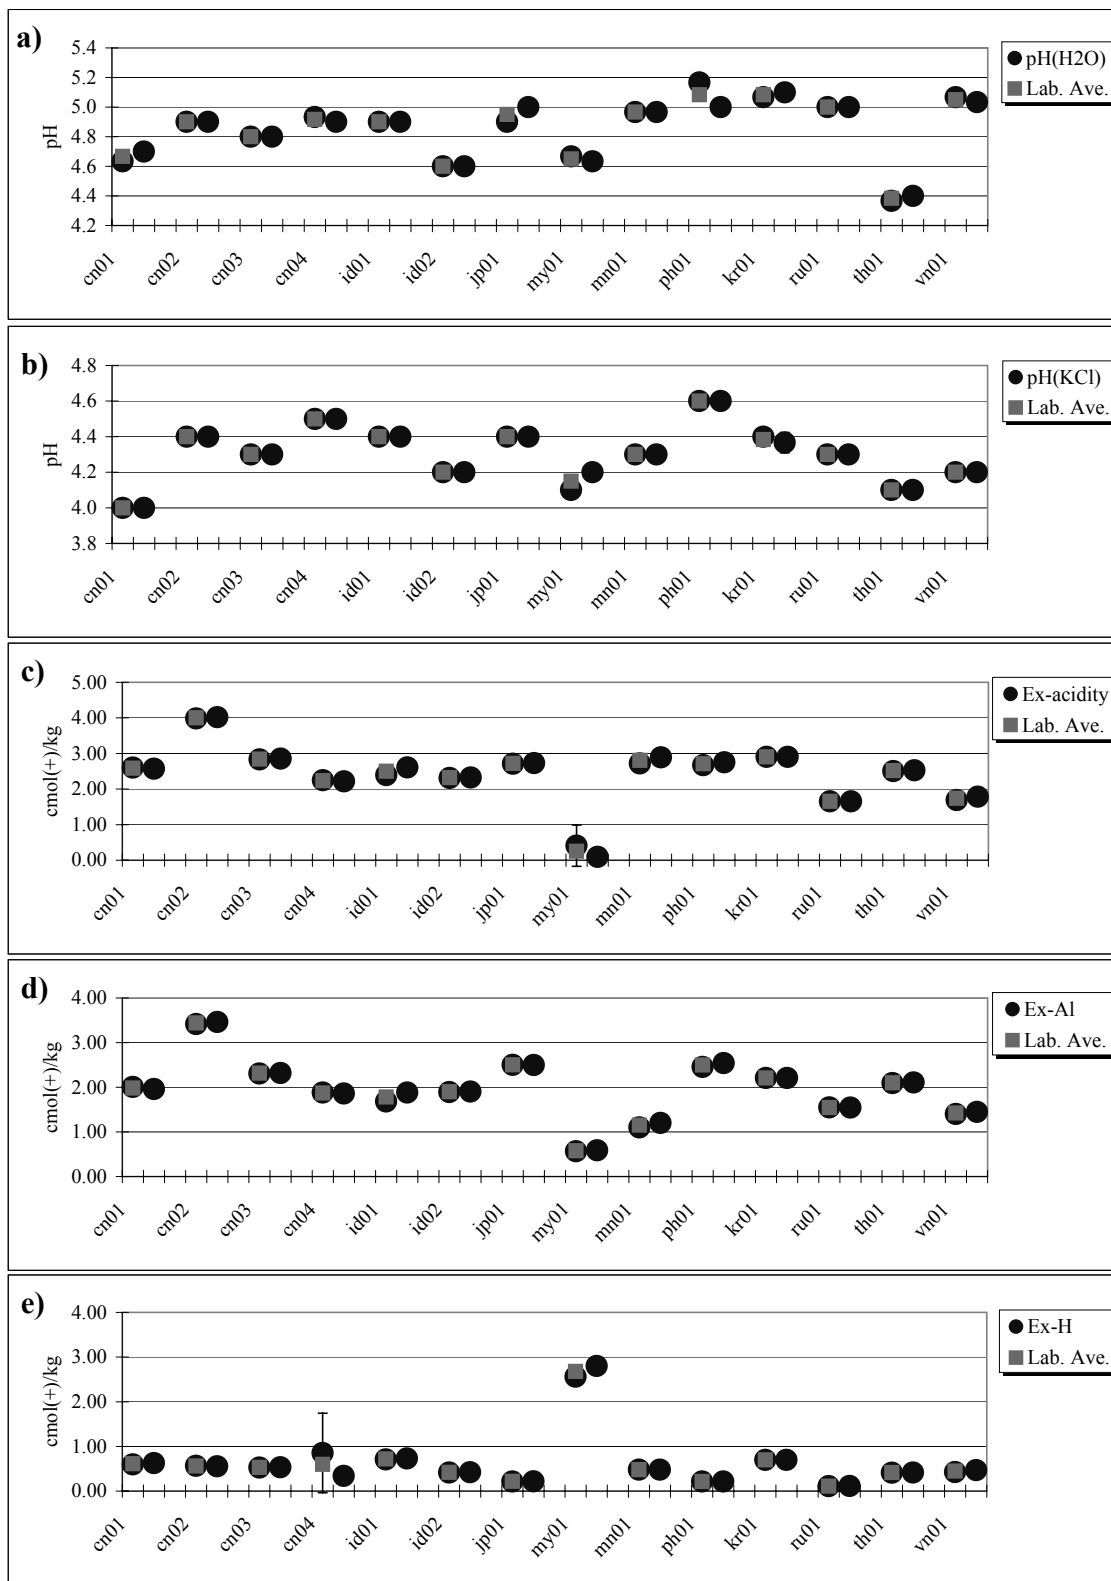 a)
pH
5.4
5.2
5.0
4.8
4.6
4.4
4.2
cn01 cn02 cn03 cn04 id01 id02 jp01 my01 mn01 ph01 kr01 ru01 th01 vn01
pH(H2O)
Lab. Ave.
b)
pH
4.8
4.6
4.4
4.2
4.0
3.8
cn01 cn02 cn03 cn04 id01 id02 jp01 my01 mn01 ph01 kr01 ru01 th01 vn01
pH(KCl)
Lab. Ave.
c)
cmol(+)/kg
5.00
4.00
3.00
2.00
1.00
0.00
cn01 cn02 cn03 cn04 id01 id02 jp01 my01 mn01 ph01 kr01 ru01 th01 vn01
Ex-acidity
Lab. Ave.
d)
cmol(+)/kg
4.00
3.00
2.00
1.00
0.00
cn01 cn02 cn03 cn04 id01 id02 jp01 my01 mn01 ph01 kr01 ru01 th01 vn01
Ex-Al
Lab. Ave.
e)
cmol(+)/kg
4.00
3.00
2.00
1.00
0.00
cn01 cn02 cn03 cn04 id01 id02 jp01 my01 mn01 ph01 kr01 ru01 th01 vn01
Ex-H
Lab. Ave.